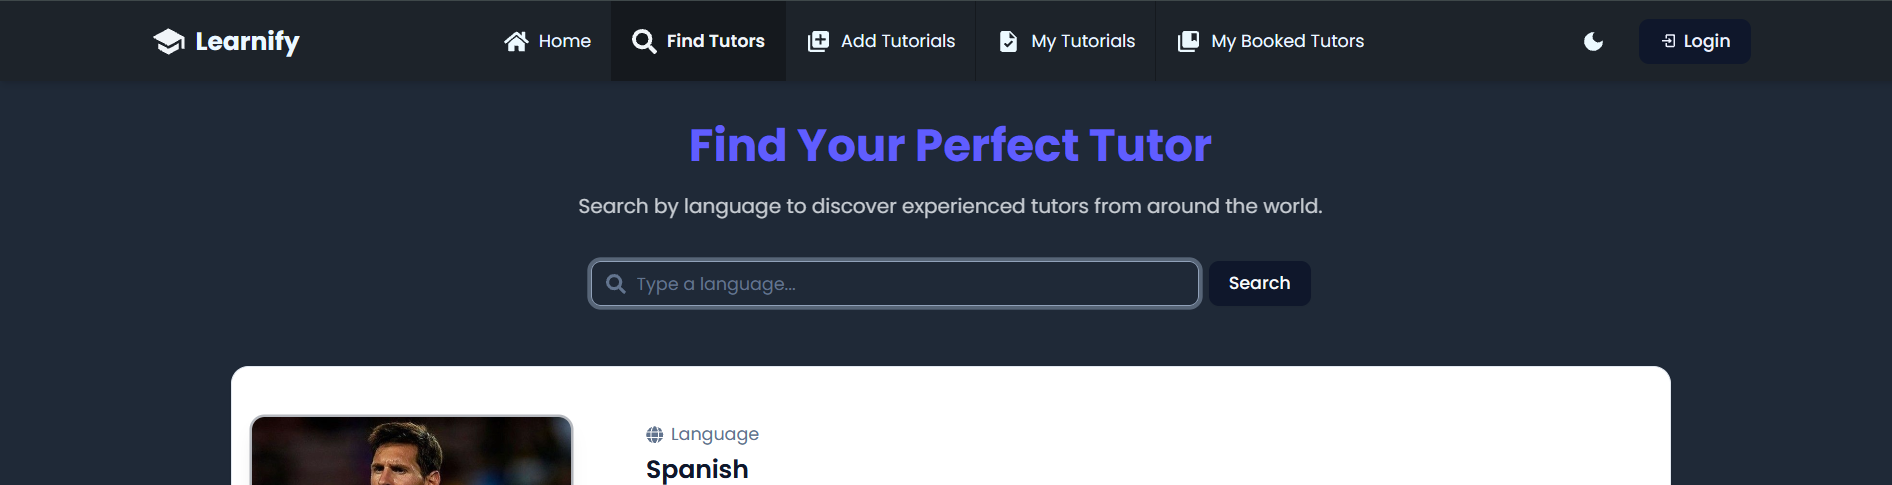 Learnify
Home
Find Tutors
Add Tutorials
My Tutorials
My Booked Tutors
Login
Find Your Perfect Tutor
Search by language to discover experienced tutors from around the world.
Type a language...
Search
Language
Spanish